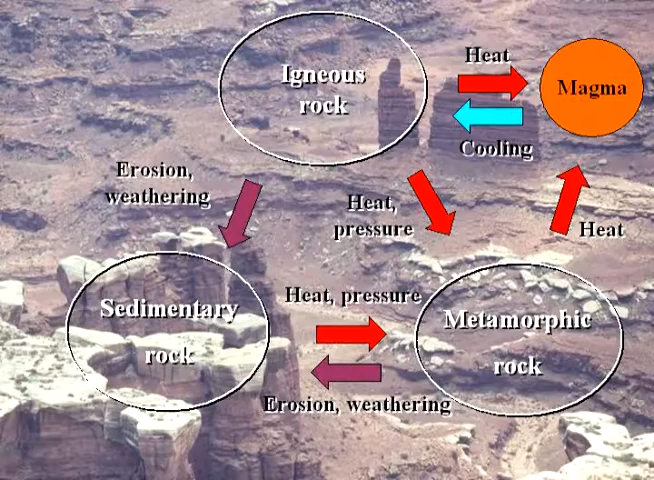 Igneous
rock
Heat
Magma
Cooling
Erosion,
weathering
Heat,
pressure
Heat
Sedimentary
rock
Heat, pressure
Metamorphic
rock
Erosion, weathering